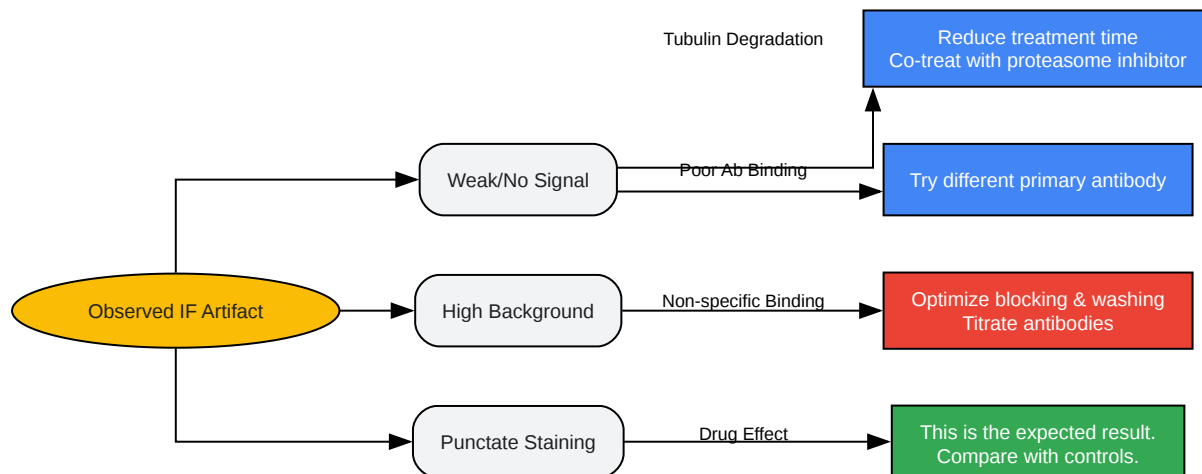 Tubulin Degradation
Reduce treatment time
Co-treat with proteasome inhibitor
Weak/No Signal
Poor Ab Binding
Try different primary antibody
Observed IF Artifact
High Background
Non-specific Binding
Optimize blocking & washing
Titrate antibodies
Punctate Staining
Drug Effect
This is the expected result.
Compare with controls.